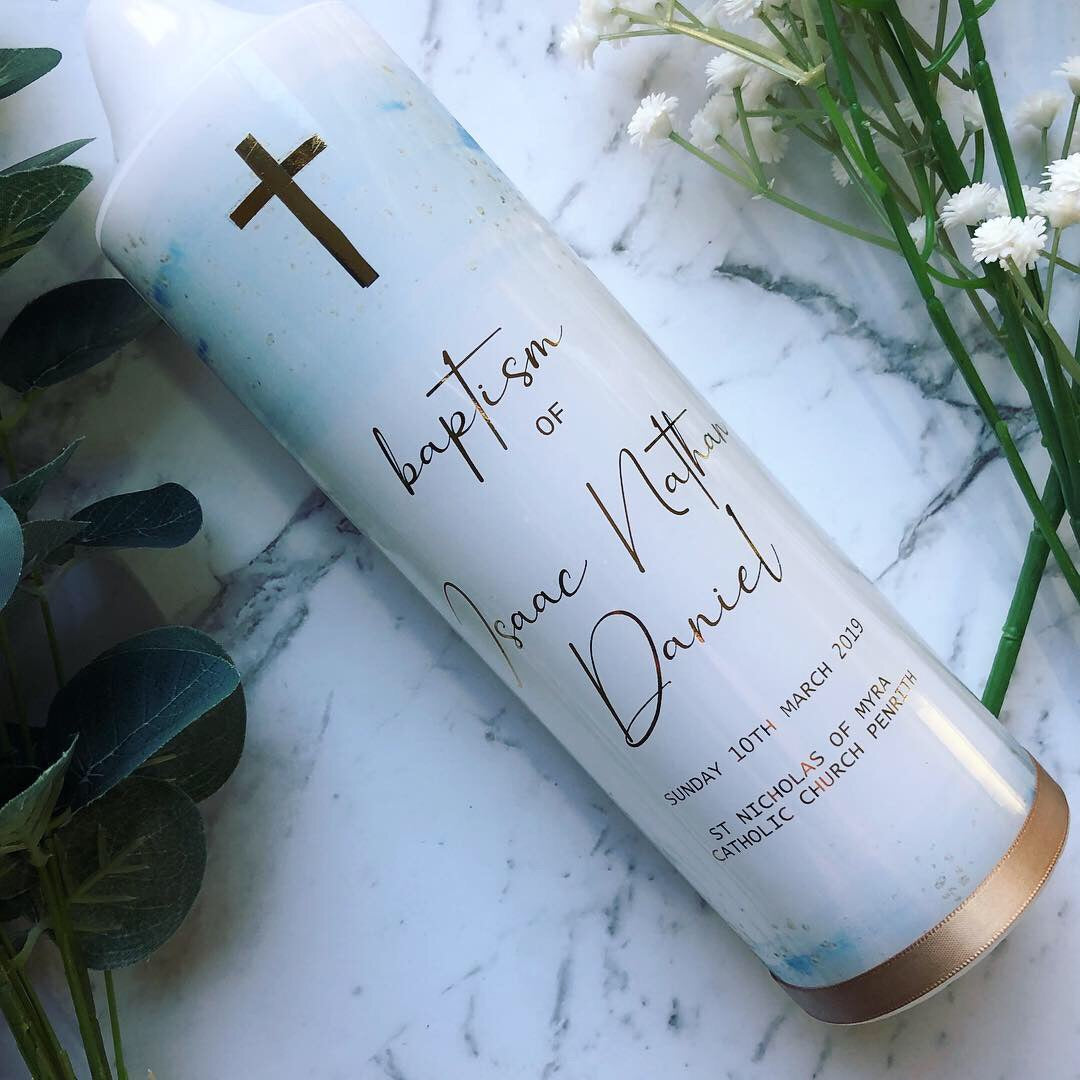 baptism
OF
Isaac Nathan
Daniel
SUNDAY 10TH MARCH 2019
ST NICHOLAS OF MYRA
CATHOLIC CHURCH PENRITH